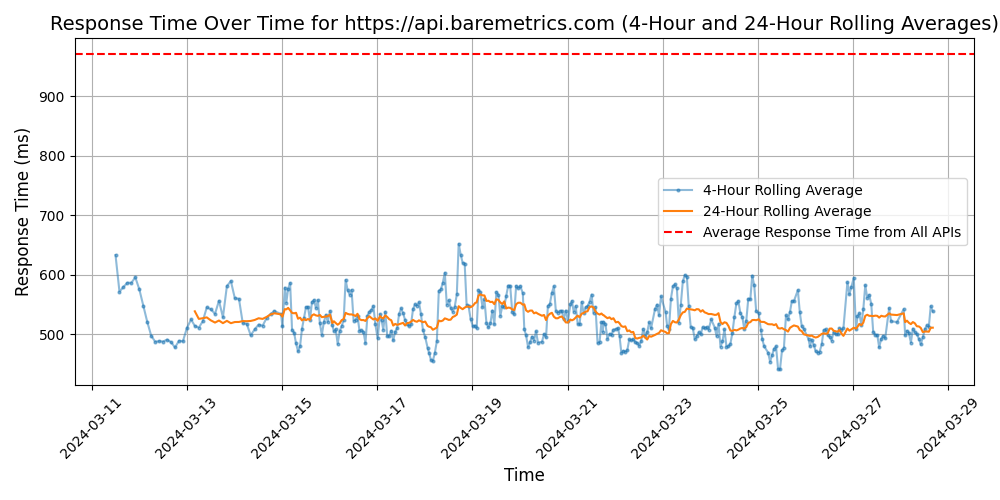 Response Time Over Time for https://api.baremetrics.com (4-Hour and 24-Hour Rolling Averages)
Response Time (ms)
900
800
700
600
500
4-Hour Rolling Average
24-Hour Rolling Average
Average Response Time from All APIs
2024-03-11
2024-03-13
2024-03-15
2024-03-17
2024-03-19
2024-03-21
2024-03-23
2024-03-25
2024-03-27
2024-03-29
Time